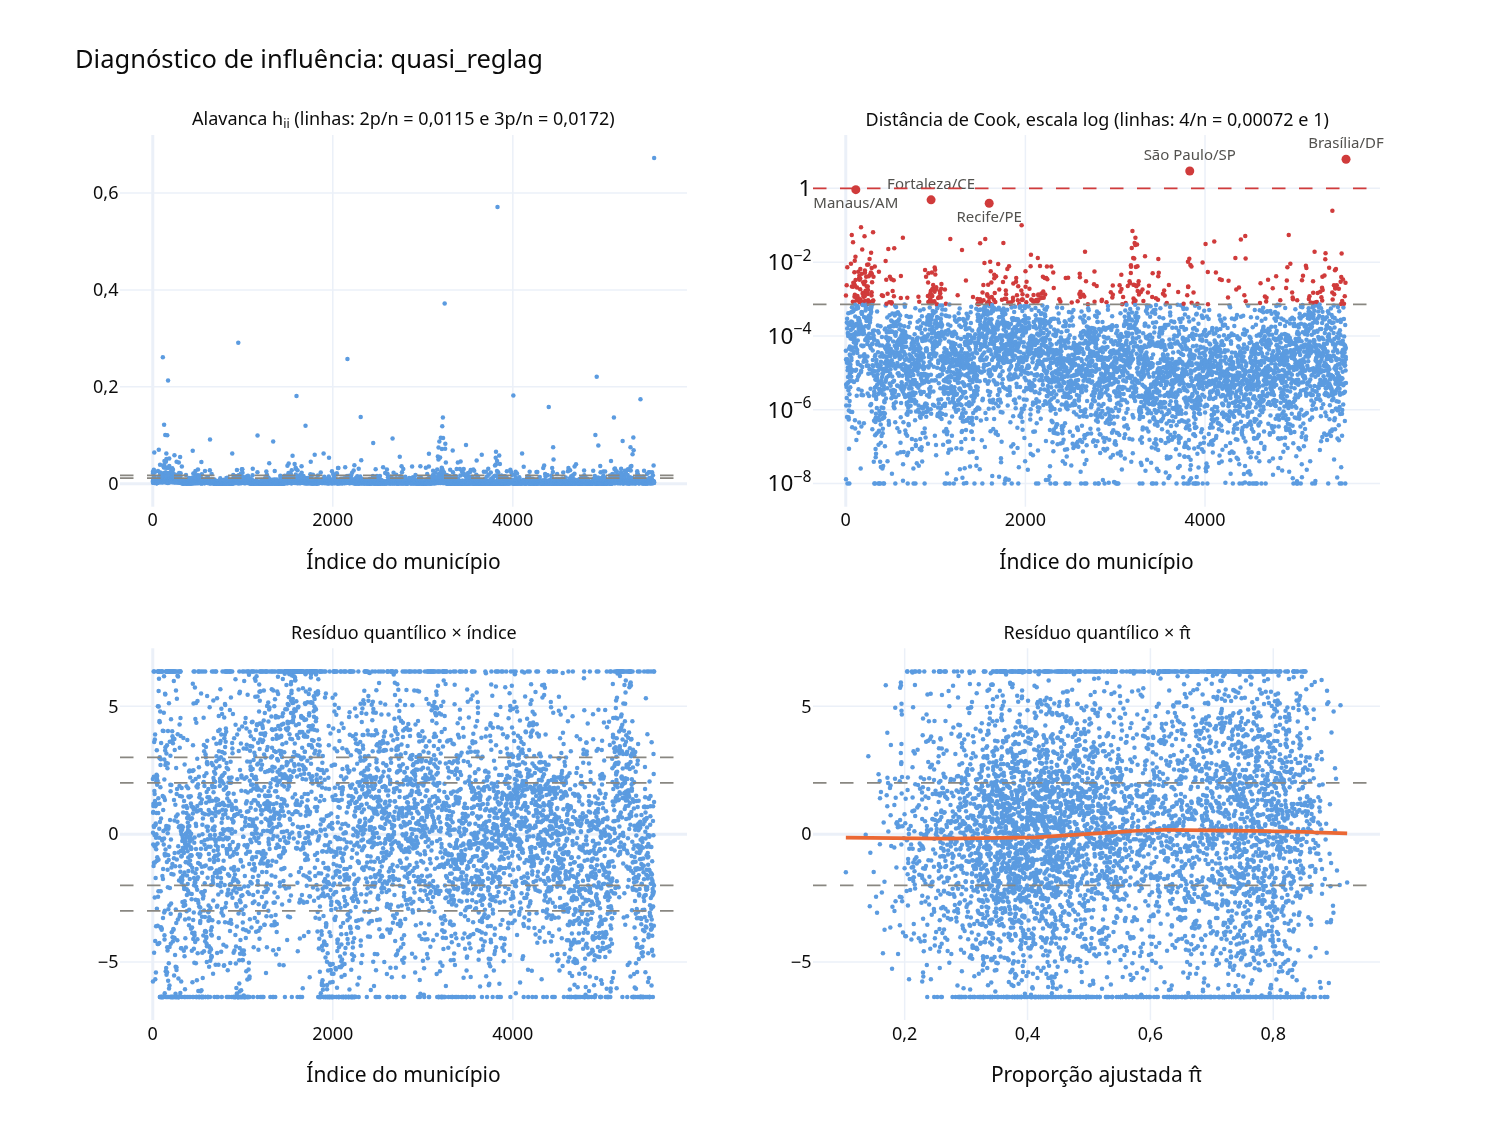 Diagnóstico de influência: quasi_reglag
Alavanca hᵢᵢ (linhas: 2p/n = 0,0115 e 3p/n = 0,0172)
0,6
0,4
0,2
0
0 2000 4000
Índice do município
Distância de Cook, escala log (linhas: 4/n = 0,00072 e 1)
Brasília/DF
São Paulo/SP
Fortaleza/CE
Manaus/AM
Recife/PE
1
10⁻²
10⁻⁴
10⁻⁶
10⁻⁸
0 2000 4000
Índice do município
Resíduo quantílico × índice
5
0
−5
0 2000 4000
Índice do município
Resíduo quantílico × π̂
5
0
−5
0,2 0,4 0,6 0,8
Proporção ajustada π̂